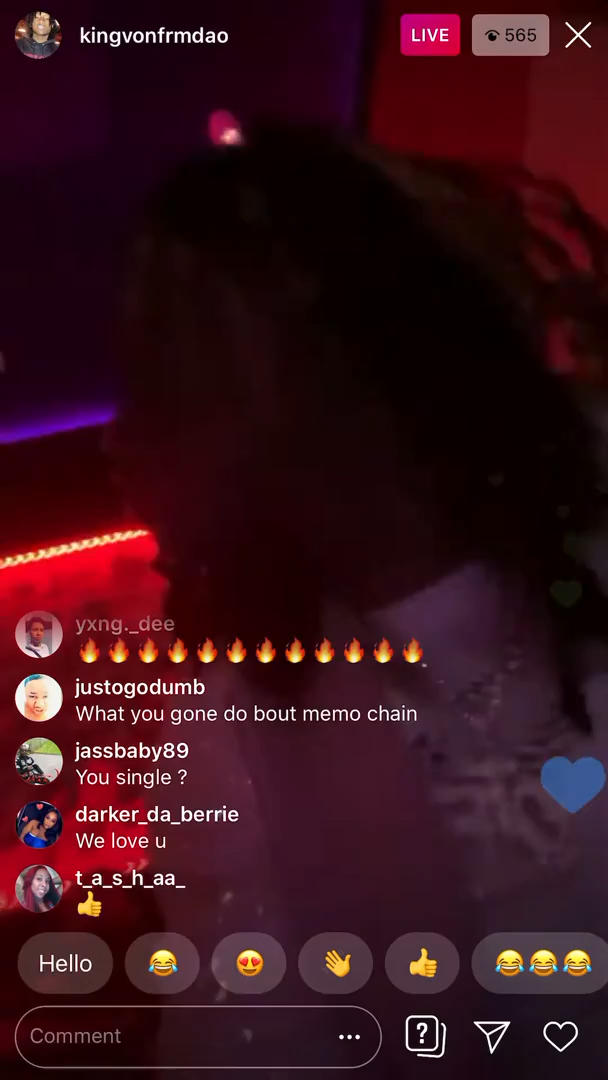 kingvonfrmdao
LIVE
565
yxng._dee
🔥🔥🔥🔥🔥🔥🔥🔥🔥🔥🔥🔥
justogodumb
What you gone do bout memo chain
jassbaby89
You single ?
darker_da_berrie
We love u
t_a_s_h_aa_
👍
Hello 😂 😍 👋 👍 😂😂😂
Comment